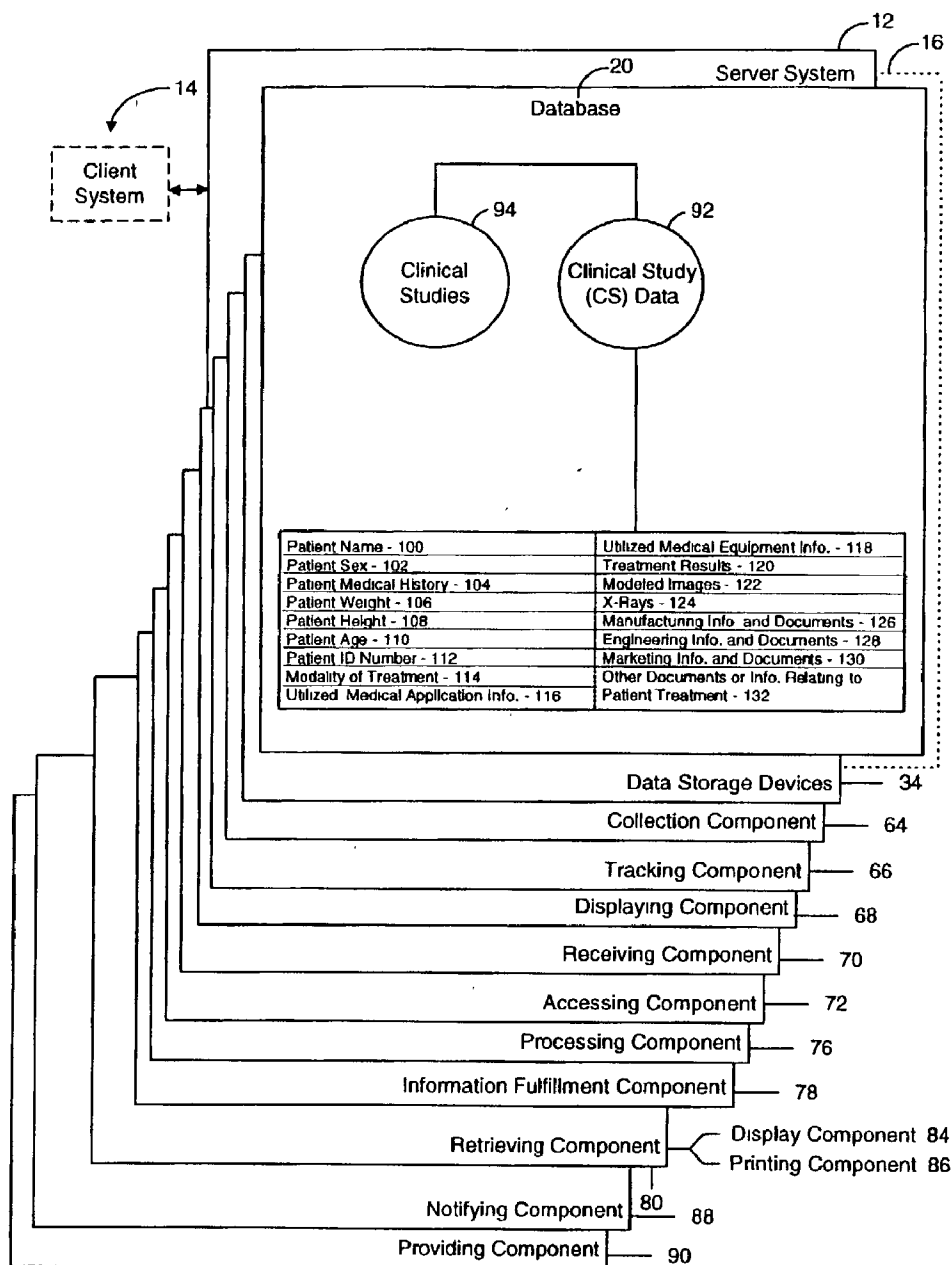 12
16
Server System
20
Database
14
Client
System
94
92
Clinical
Studies
Clinical Study
(CS) Data
Patient Name - 100
Patient Sex - 102
Patient Medical History - 104
Patient Weight - 106
Patient Height - 108
Patient Age - 110
Patient ID Number - 112
Modality of Treatment - 114
Utilized Medical Application Info. - 116
Utilized Medical Equipment Info. - 118
Treatment Results - 120
Modeled Images - 122
X-Rays - 124
Manufacturing Info and Documents - 126
Engineering Info. and Documents - 128
Marketing Info. and Documents - 130
Other Documents or Info. Relating to
Patient Treatment - 132
Data Storage Devices 34
Collection Component 64
Tracking Component 66
Displaying Component 68
Receiving Component 70
Accessing Component 72
Processing Component 76
Information Fulfillment Component 78
Retrieving Component
Display Component 84
Printing Component 86
80
Notifying Component 88
Providing Component 90